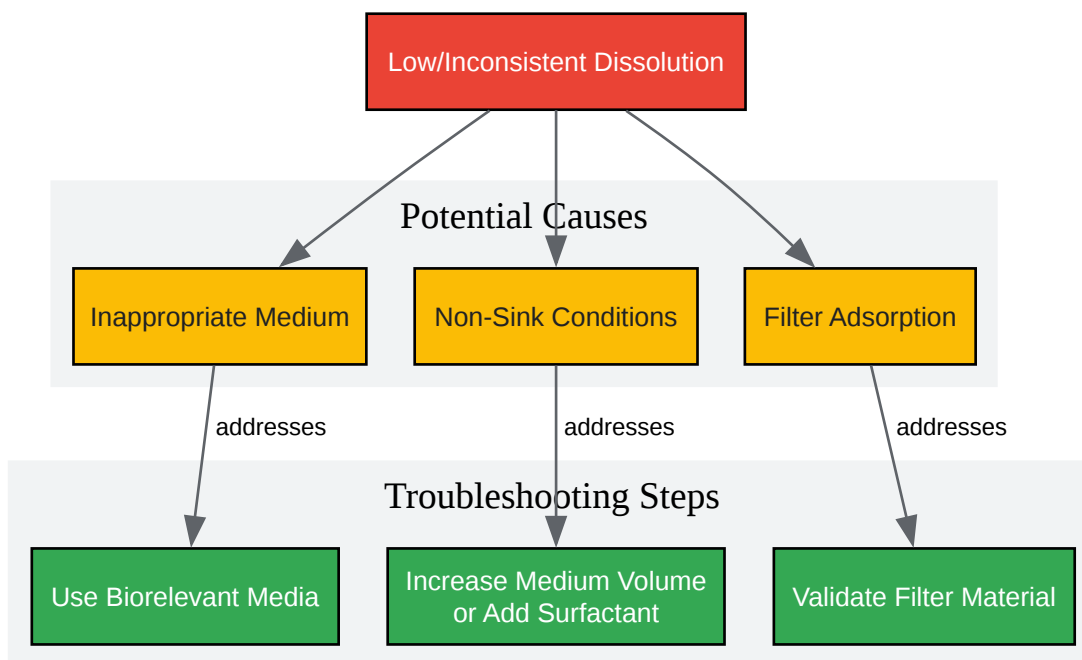 Low/Inconsistent Dissolution
Potential Causes
Inappropriate Medium
Non-Sink Conditions
Filter Adsorption
addresses
addresses
addresses
Troubleshooting Steps
Use Biorelevant Media
Increase Medium Volume
or Add Surfactant
Validate Filter Material